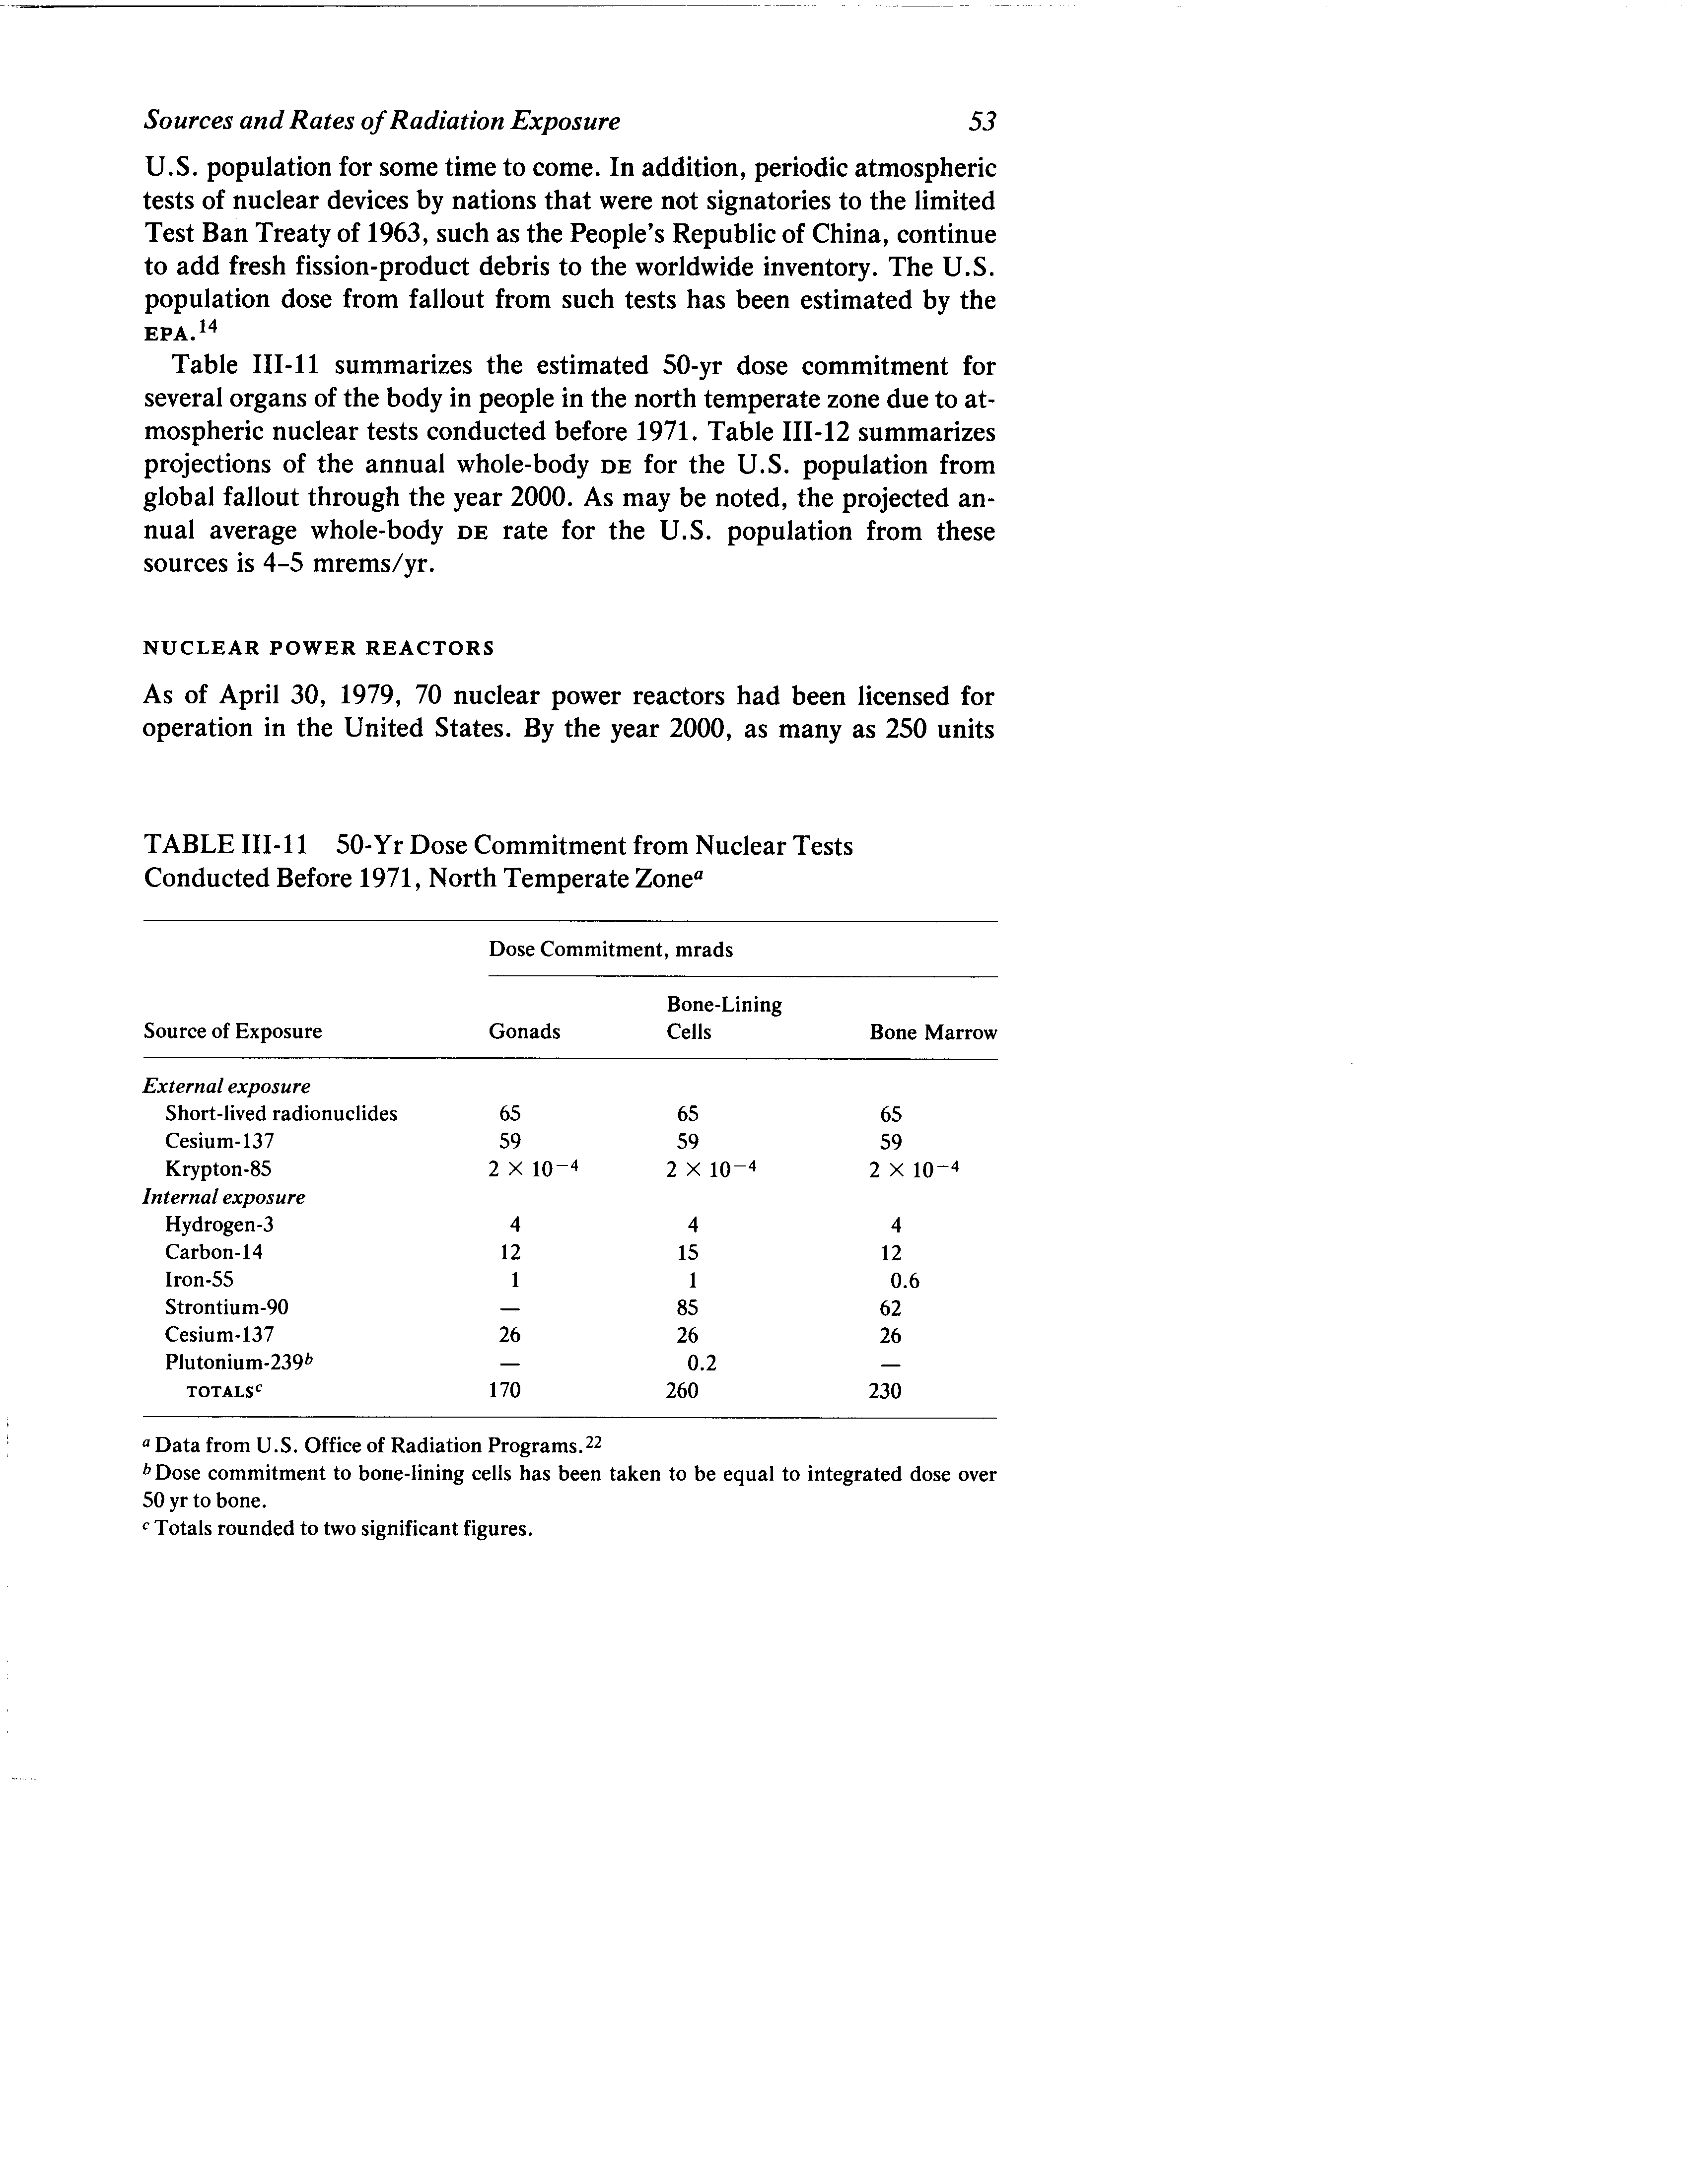 Sources and Rates of Radiation Exposure 53
U.S. population for some time to come. In addition, periodic atmospheric
tests of nuclear devices by nations that were not signatories to the limited
Test Ban Treaty of 1963, such as the People's Republic of China, continue
to add fresh fission-product debris to the worldwide inventory. The U.S.
population dose from fallout from such tests has been estimated by the
EPA.14
Table III-11 summarizes the estimated 50-yr dose commitment for
several organs of the body in people in the north temperate zone due to at-
mospheric nuclear tests conducted before 1971. Table III-12 summarizes
projections of the annual whole-body DE for the U.S. population from
global fallout through the year 2000. As may be noted, the projected an-
nual average whole-body DE rate for the U.S. population from these
sources is 4–5 mrems/yr.
NUCLEAR POWER REACTORS
As of April 30, 1979, 70 nuclear power reactors had been licensed for
operation in the United States. By the year 2000, as many as 250 units
TABLE III-11 50-Yr Dose Commitment from Nuclear Tests
Conducted Before 1971, North Temperate Zonea
Dose Commitment, mrads
Bone-Lining
Source of Exposure Gonads Cells Bone Marrow
External exposure
Short-lived radionuclides 65 65 65
Cesium-137 59 59 59
Krypton-85 2 × 10−4 2 × 10−4 2 × 10−4
Internal exposure
Hydrogen-3 4 4 4
Carbon-14 12 15 12
Iron-55 1 1 0.6
Strontium-90 — 85 62
Cesium-137 26 26 26
Plutonium-239b — 0.2 —
TOTALSc 170 260 230
a Data from U.S. Office of Radiation Programs.22
b Dose commitment to bone-lining cells has been taken to be equal to integrated dose over
50 yr to bone.
c Totals rounded to two significant figures.